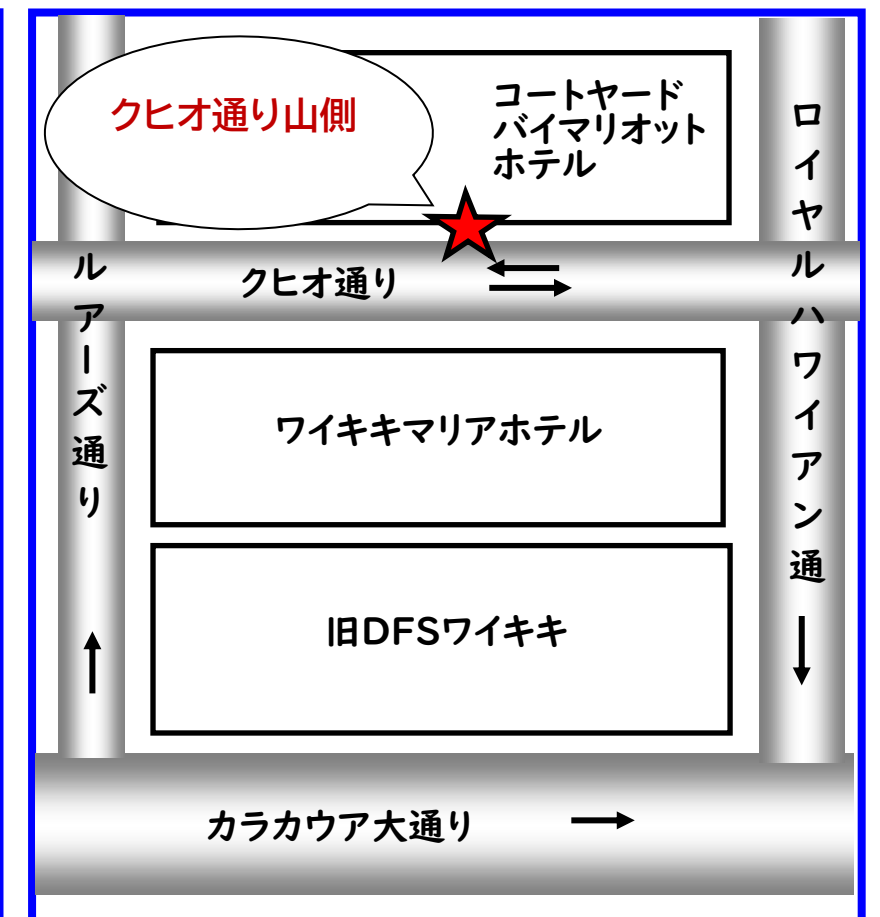 クヒオ通り山側
コートヤード
バイマリオット
ホテル
ロイヤルハワイアン通
ルアーズ通り
クヒオ通り
ワイキキマリアホテル
旧DFSワイキキ
カラカウア大通り